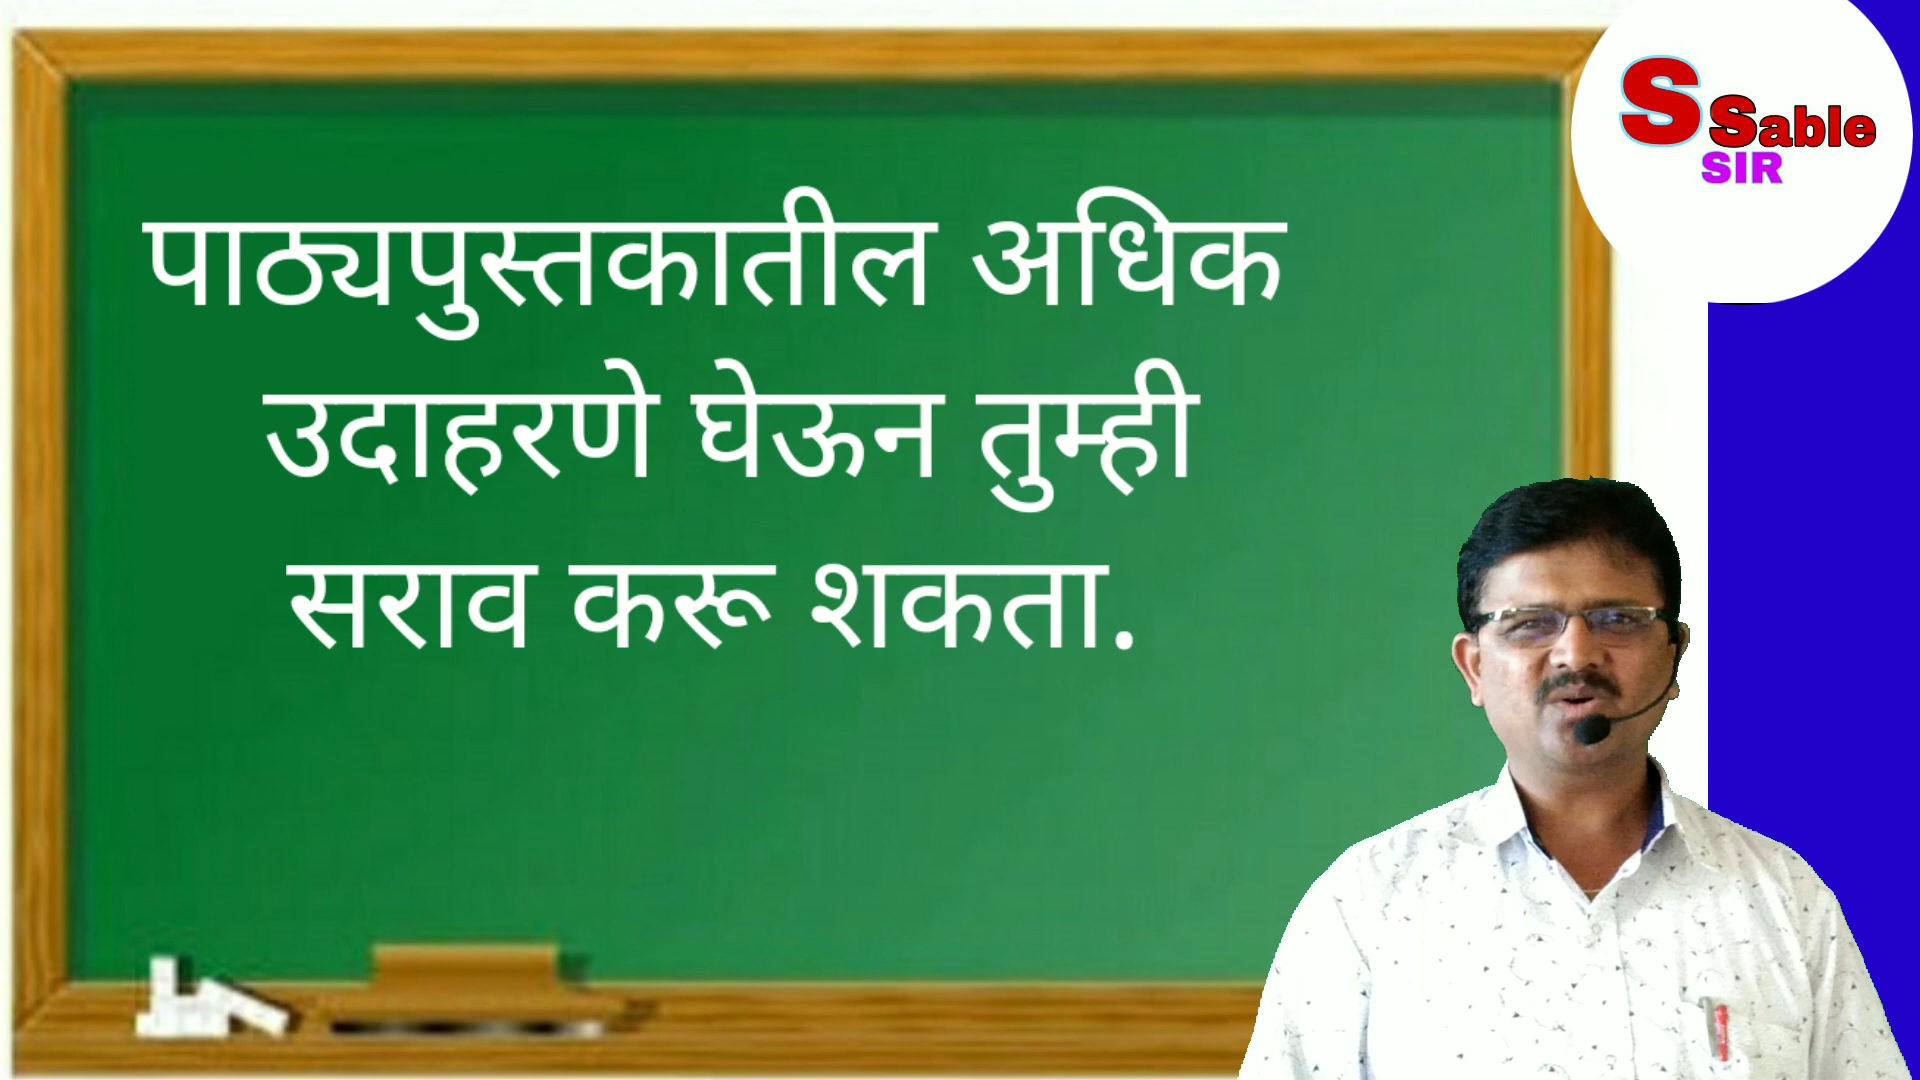 पाठ्यपुस्तकातील अधिक
उदाहरणे घेऊन तुम्ही
सराव करू शकता.
S Sable
SIR